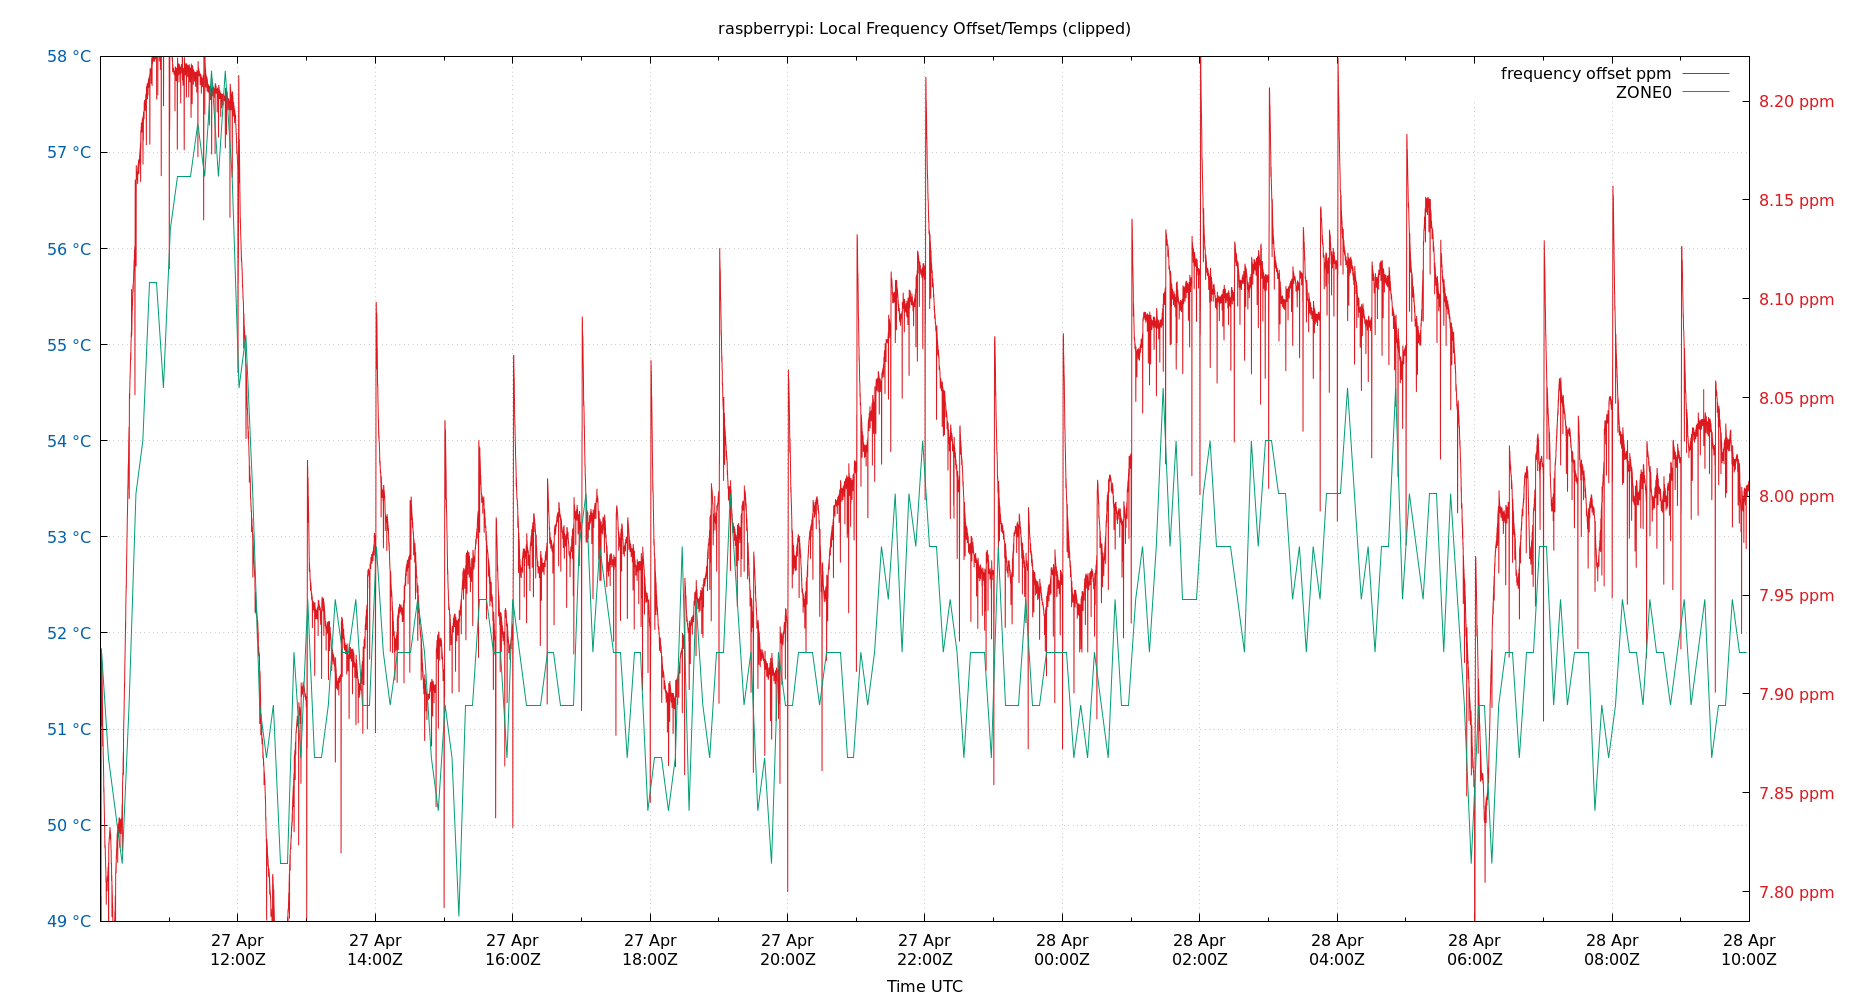 raspberrypi: Local Frequency Offset/Temps (clipped)
frequency offset ppm
ZONE0
58 °C
57 °C
56 °C
55 °C
54 °C
53 °C
52 °C
51 °C
50 °C
49 °C
8.20 ppm
8.15 ppm
8.10 ppm
8.05 ppm
8.00 ppm
7.95 ppm
7.90 ppm
7.85 ppm
7.80 ppm
27 Apr 27 Apr 27 Apr 27 Apr 27 Apr 27 Apr 28 Apr 28 Apr 28 Apr 28 Apr 28 Apr 28 Apr
12:00Z 14:00Z 16:00Z 18:00Z 20:00Z 22:00Z 00:00Z 02:00Z 04:00Z 06:00Z 08:00Z 10:00Z
Time UTC